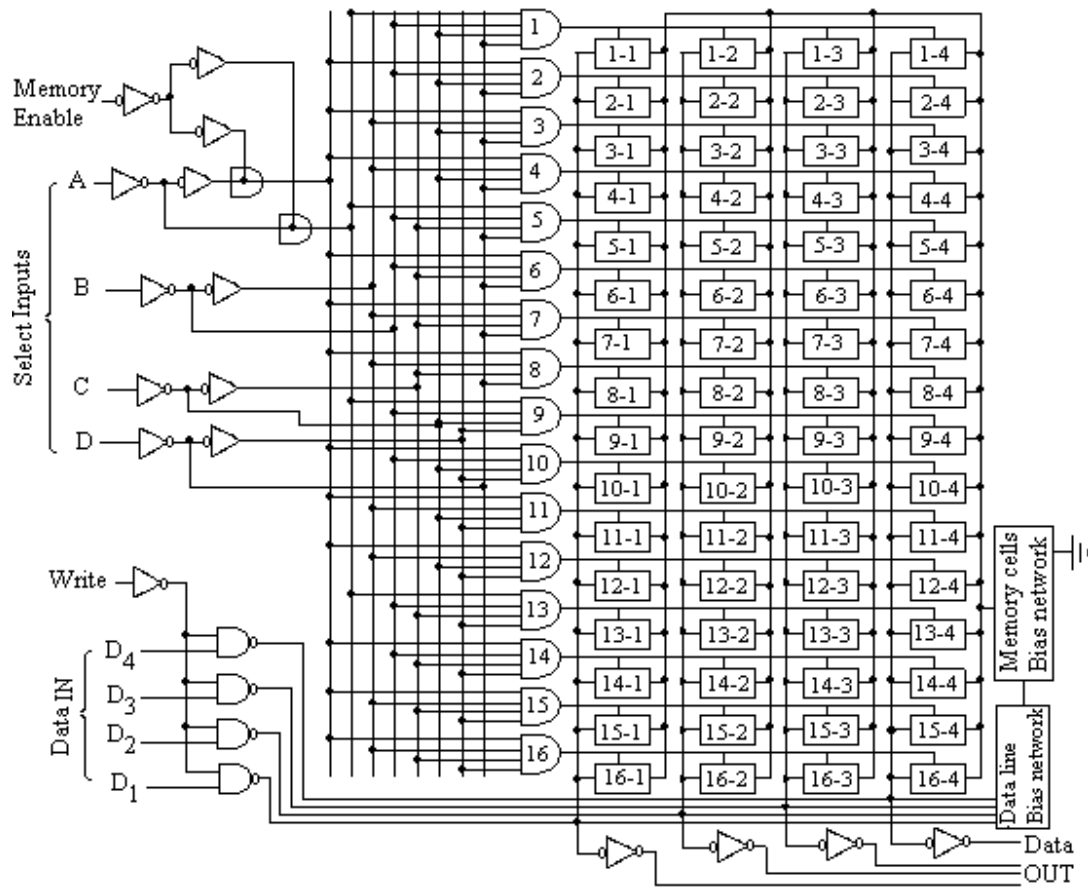 Memory
Enable
Select Inputs
A
B
C
D
Write
Data IN
D4
D3
D2
D1
1
2
3
4
5
6
7
8
9
10
11
12
13
14
15
16
1-1 1-2 1-3 1-4
2-1 2-2 2-3 2-4
3-1 3-2 3-3 3-4
4-1 4-2 4-3 4-4
5-1 5-2 5-3 5-4
6-1 6-2 6-3 6-4
7-1 7-2 7-3 7-4
8-1 8-2 8-3 8-4
9-1 9-2 9-3 9-4
10-1 10-2 10-3 10-4
11-1 11-2 11-3 11-4
12-1 12-2 12-3 12-4
13-1 13-2 13-3 13-4
14-1 14-2 14-3 14-4
15-1 15-2 15-3 15-4
16-1 16-2 16-3 16-4
Memory cells
Bias network
Data line
Bias network
Data
OUT